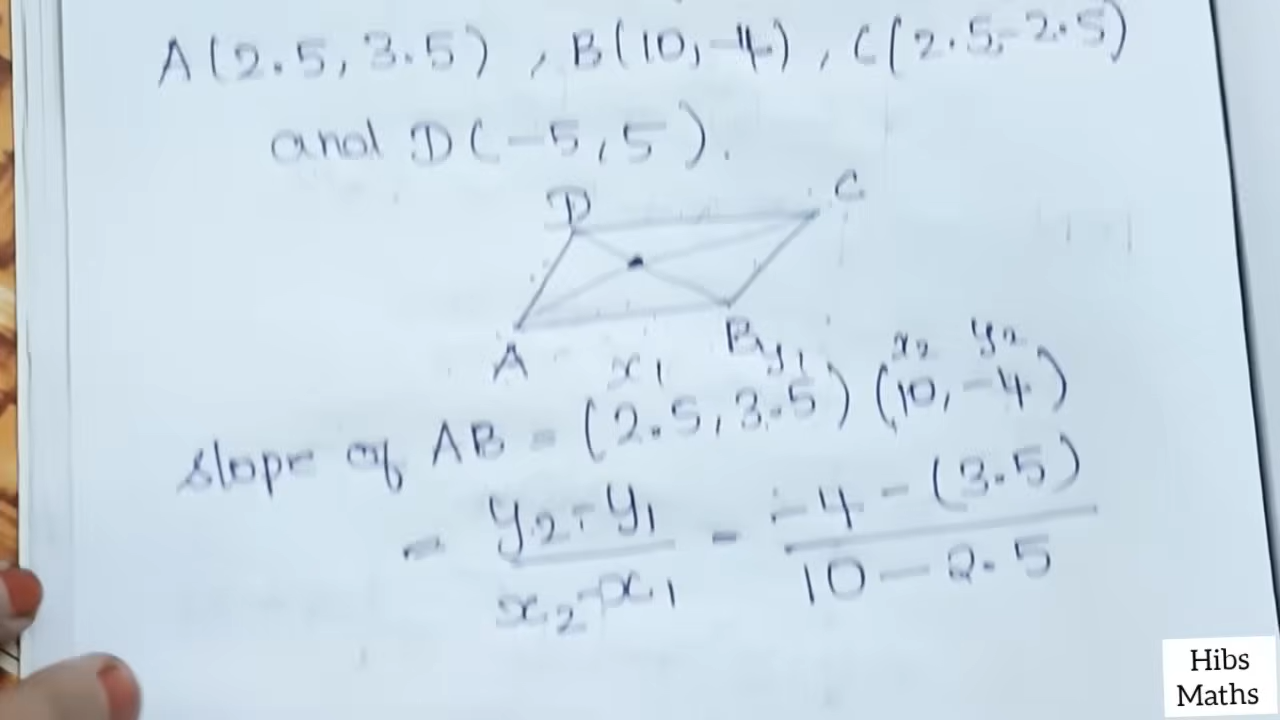 A(2.5, 3.5), B(10, -4), C(2.5, -2.5)
and D(-5, 5).
D C
A B
x₁ y₁ x₂ y₂
slope of AB = (2.5, 3.5) (10, -4)
= y₂ - y₁ / x₂ - x₁ = -4 - (3.5) / 10 - 2.5
Hibs
Maths